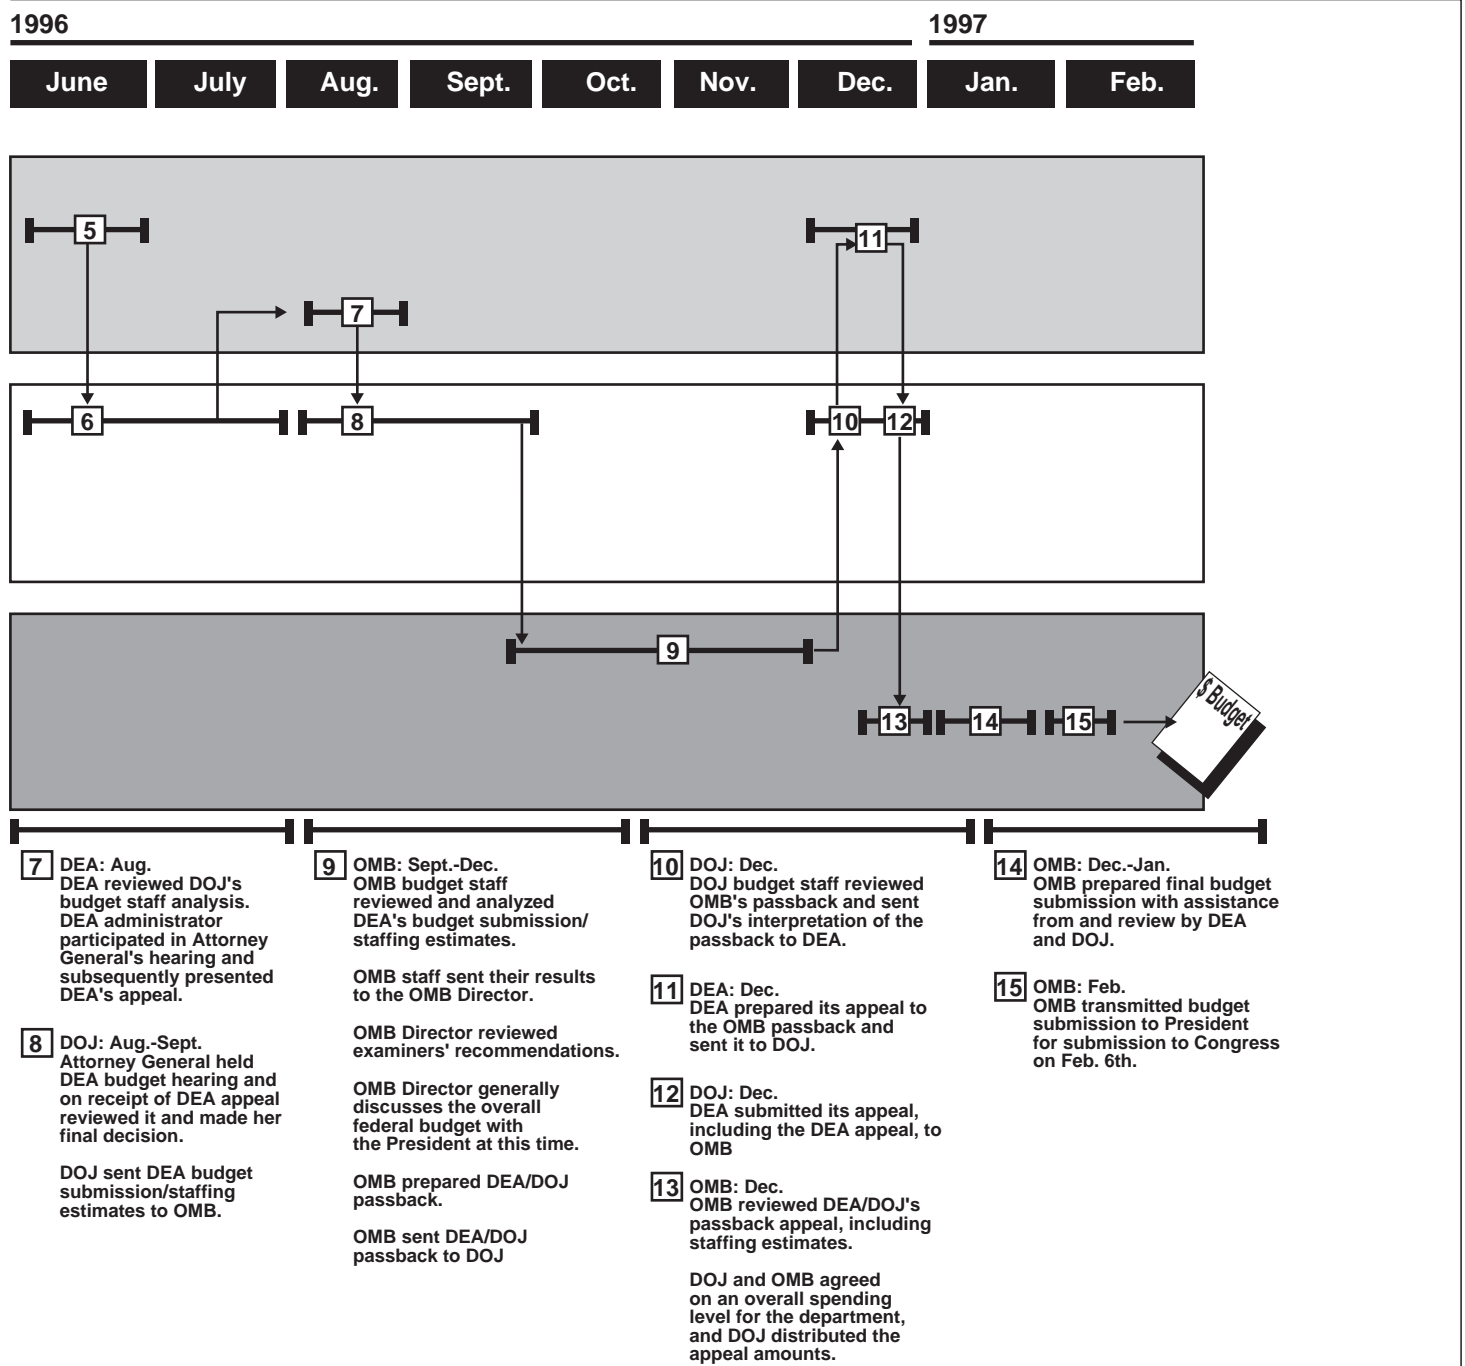 1996
1997
June July Aug. Sept. Oct. Nov. Dec. Jan. Feb.
5
11
7
6
8
10
12
9
13
14
15
$ Budget
7 DEA: Aug.
DEA reviewed DOJ's
budget staff analysis.
DEA administrator
participated in Attorney
General's hearing and
subsequently presented
DEA's appeal.
8 DOJ: Aug.-Sept.
Attorney General held
DEA budget hearing and
on receipt of DEA appeal
reviewed it and made her
final decision.
DOJ sent DEA budget
submission/staffing
estimates to OMB.
9 OMB: Sept.-Dec.
OMB budget staff
reviewed and analyzed
DEA's budget submission/
staffing estimates.
OMB staff sent their results
to the OMB Director.
OMB Director reviewed
examiners' recommendations.
OMB Director generally
discusses the overall
federal budget with
the President at this time.
OMB prepared DEA/DOJ
passback.
OMB sent DEA/DOJ
passback to DOJ
10 DOJ: Dec.
DOJ budget staff reviewed
OMB's passback and sent
DOJ's interpretation of the
passback to DEA.
11 DEA: Dec.
DEA prepared its appeal to
the OMB passback and
sent it to DOJ.
12 DOJ: Dec.
DEA submitted its appeal,
including the DEA appeal, to
OMB
13 OMB: Dec.
OMB reviewed DEA/DOJ's
passback appeal, including
staffing estimates.
DOJ and OMB agreed
on an overall spending
level for the department,
and DOJ distributed the
appeal amounts.
14 OMB: Dec.-Jan.
OMB prepared final budget
submission with assistance
from and review by DEA
and DOJ.
15 OMB: Feb.
OMB transmitted budget
submission to President
for submission to Congress
on Feb. 6th.